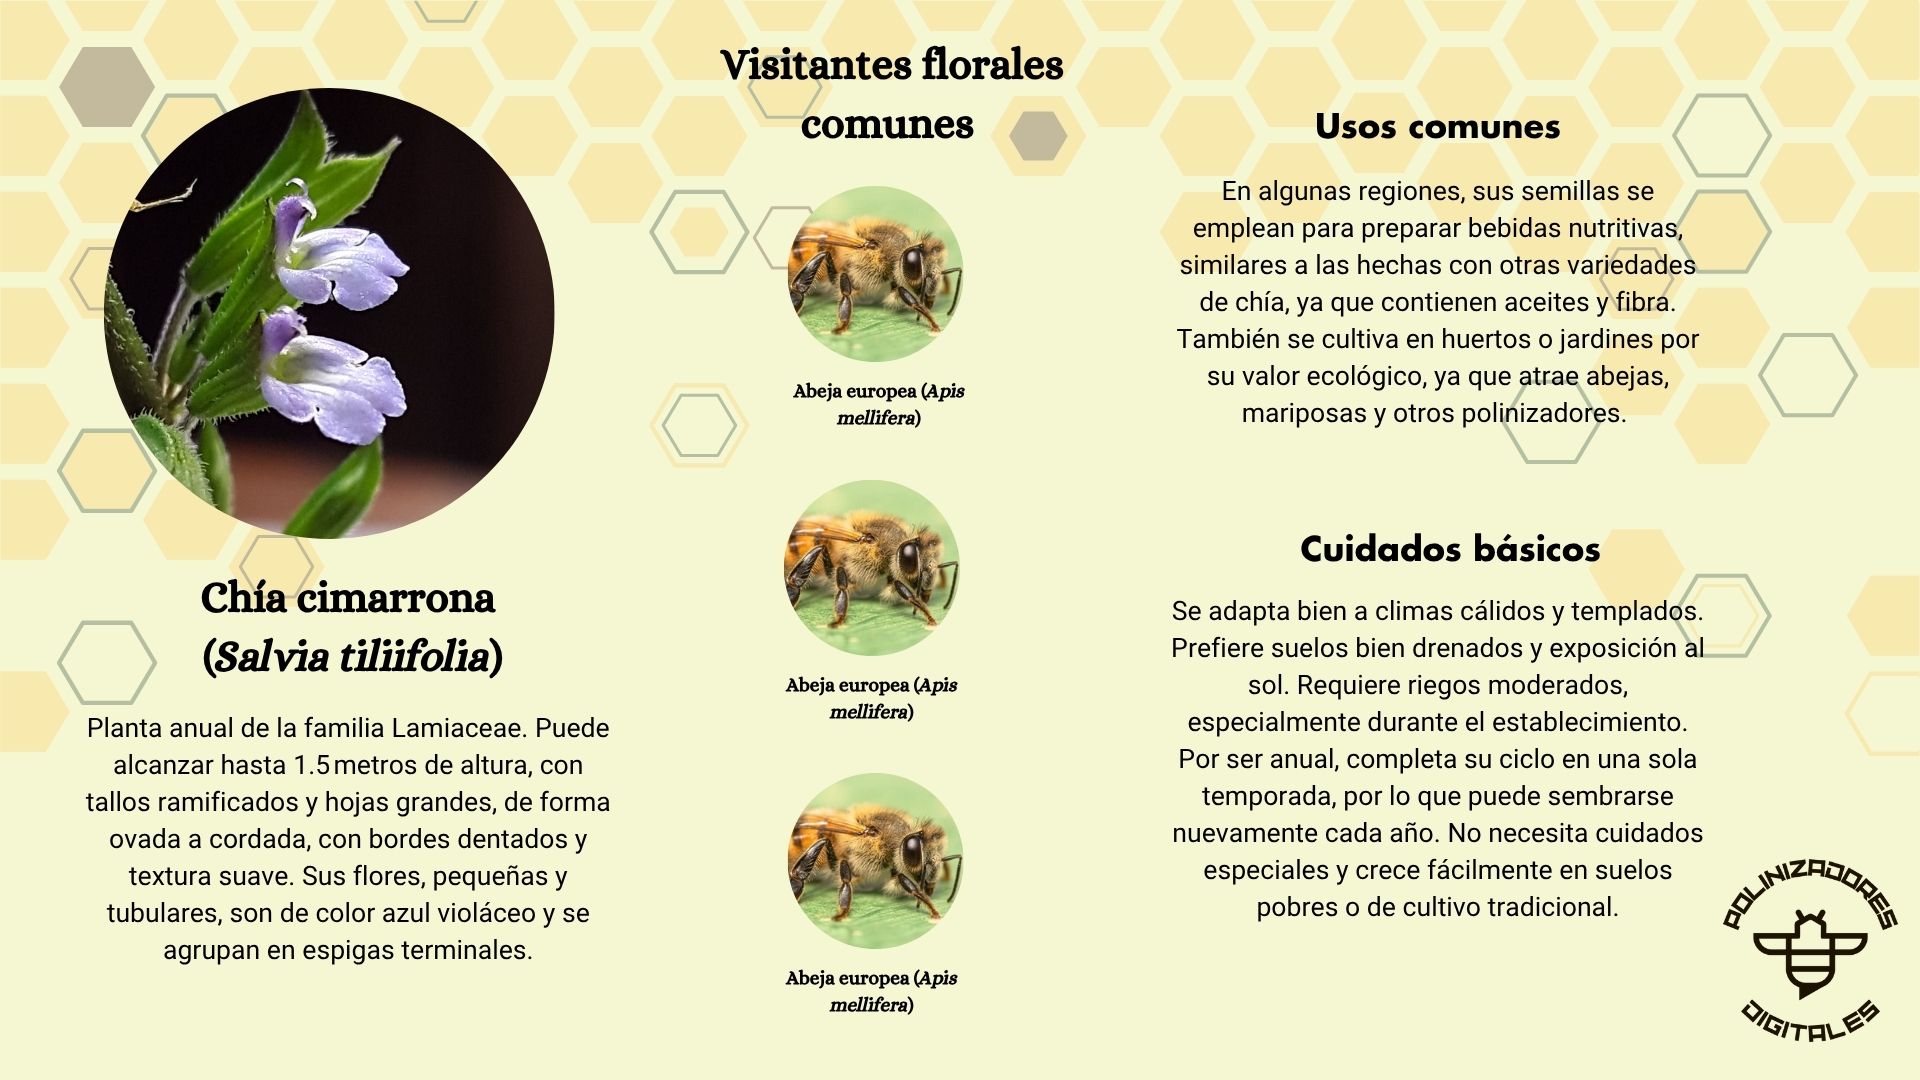 Chía cimarrona
(Salvia tiliifolia)
Planta anual de la familia Lamiaceae. Puede
alcanzar hasta 1.5 metros de altura, con
tallos ramificados y hojas grandes, de forma
ovada a cordada, con bordes dentados y
textura suave. Sus flores, pequeñas y
tubulares, son de color azul violáceo y se
agrupan en espigas terminales.
Visitantes florales
comunes
Abeja europea (Apis
mellifera)
Abeja europea (Apis
mellifera)
Abeja europea (Apis
mellifera)
Usos comunes
En algunas regiones, sus semillas se
emplean para preparar bebidas nutritivas,
similares a las hechas con otras variedades
de chía, ya que contienen aceites y fibra.
También se cultiva en huertos o jardines por
su valor ecológico, ya que atrae abejas,
mariposas y otros polinizadores.
Cuidados básicos
Se adapta bien a climas cálidos y templados.
Prefiere suelos bien drenados y exposición al
sol. Requiere riegos moderados,
especialmente durante el establecimiento.
Por ser anual, completa su ciclo en una sola
temporada, por lo que puede sembrarse
nuevamente cada año. No necesita cuidados
especiales y crece fácilmente en suelos
pobres o de cultivo tradicional.
POLINIZADORES
DIGITALES